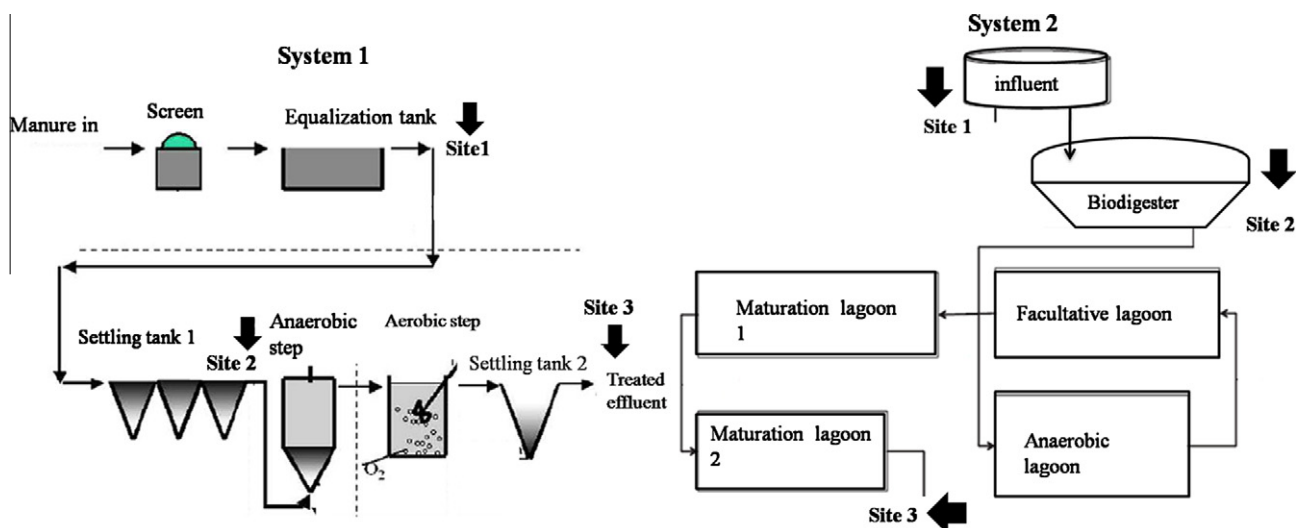 System 1
Manure in
Screen
Equalization tank
Site1
Settling tank 1
Site 2
Anaerobic
step
Aerobic step
O2
Settling tank 2
Site 3
Treated
effluent
System 2
influent
Site 1
Biodigester
Site 2
Facultative lagoon
Anaerobic
lagoon
Maturation lagoon
1
Maturation lagoon
2
Site 3